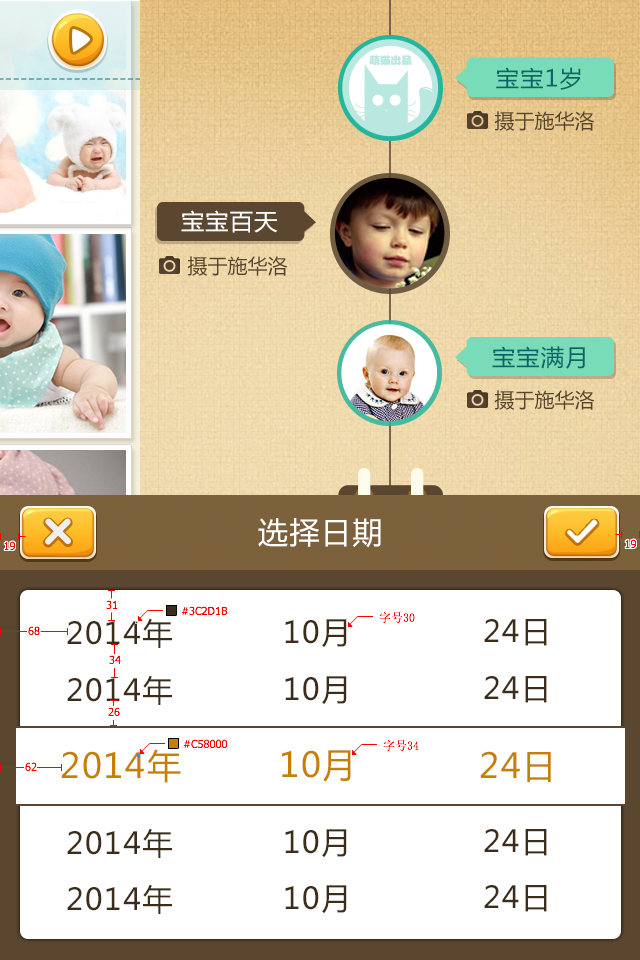 萌猫出品
宝宝1岁
摄于施华洛
宝宝百天
摄于施华洛
宝宝满月
摄于施华洛
选择日期
19
19
31
#3C2D1B
字号30
68
2014年 10月 24日
34
2014年 10月 24日
26
#C58000
字号34
62
2014年 10月 24日
2014年 10月 24日
2014年 10月 24日